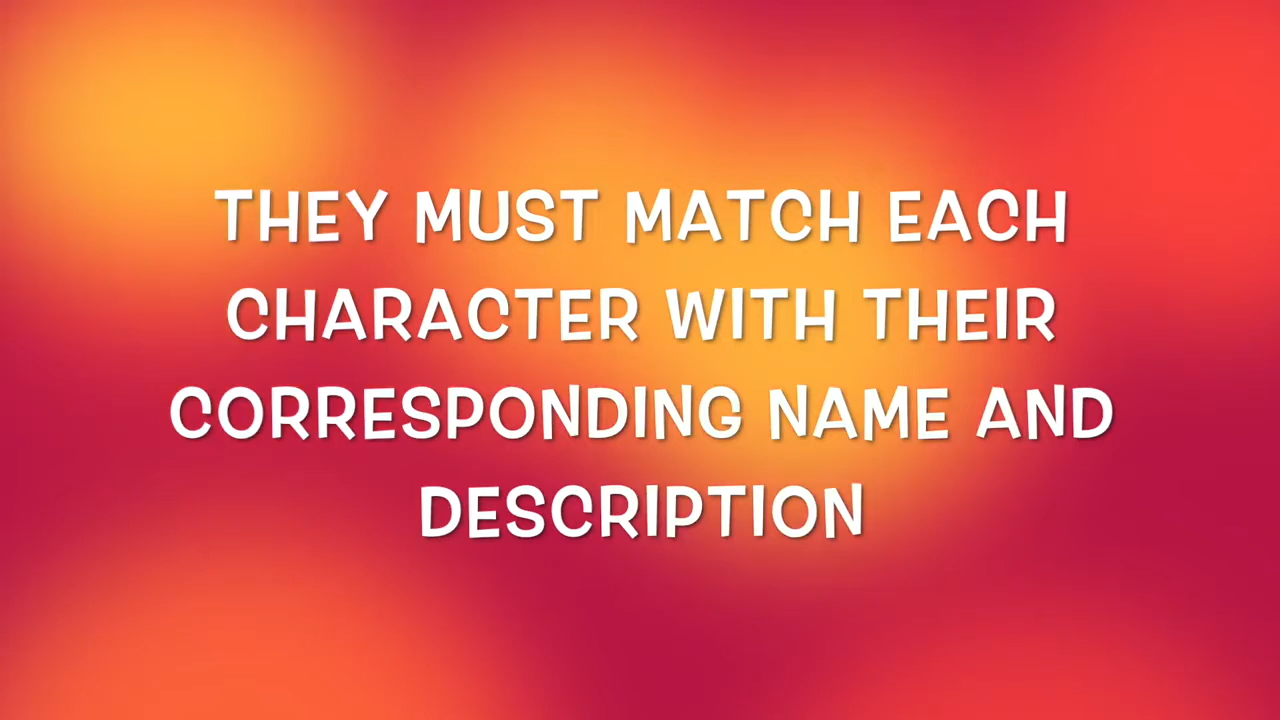 THEY MUST MATCH EACH
CHARACTER WITH THEIR
CORRESPONDING NAME AND
DESCRIPTION